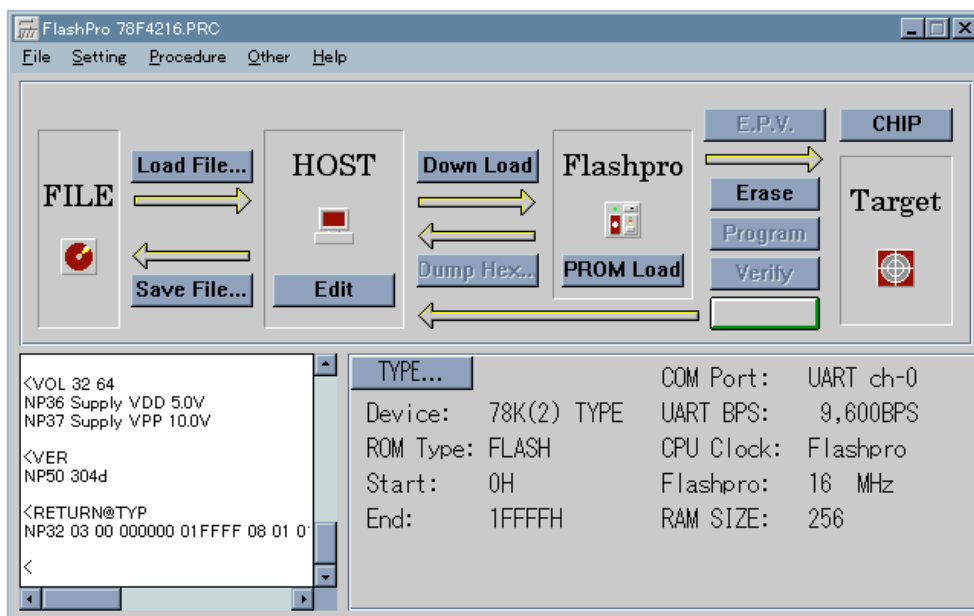 FlashPro 78F4216.PRC
File Setting Procedure Other Help
FILE
Load File...
Save File...
HOST
Edit
Down Load
Dump Hex...
Flashpro
PROM Load
E.P.V.
Erase
Program
Verify
CHIP
Target
<VOL 32 64
NP36 Supply VDD 5.0V
NP37 Supply VPP 10.0V
<VER
NP50 304d
<RETURN@TYP
NP32 03 00 000000 01FFFF 08 01 0
<
TYPE...
Device: 78K(2) TYPE
ROM Type: FLASH
Start: 0H
End: 1FFFFH
COM Port: UART ch-0
UART BPS: 9,600BPS
CPU Clock: Flashpro
Flashpro: 16 MHz
RAM SIZE: 256